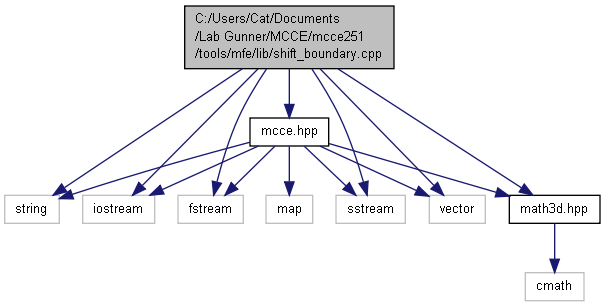 C:/Users/Cat/Documents
/Lab Gunner/MCCE/mcce251
/tools/mfe/lib/shift_boundary.cpp
mcce.hpp
string
iostream
fstream
map
sstream
vector
math3d.hpp
cmath